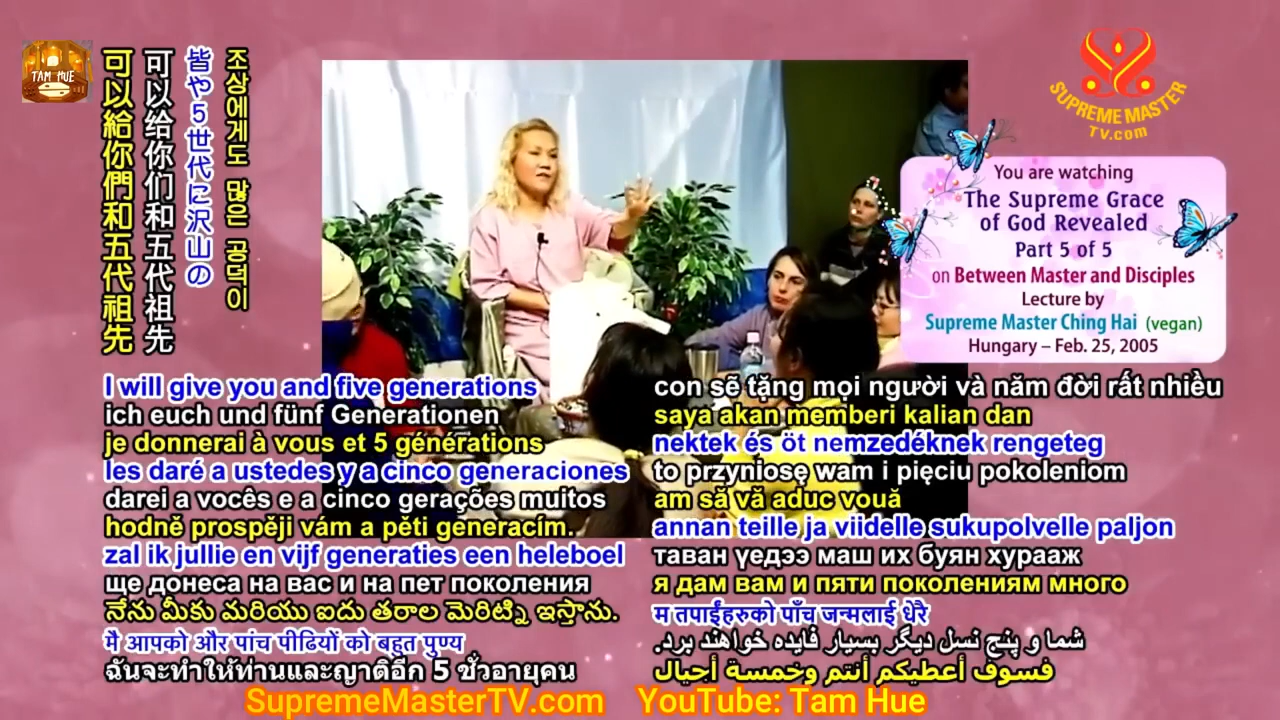 TAM HUE
可以給你們和五代祖先
可以给你们和五代祖先
皆や5世代に沢山の
조상에게도 많은 공덕이
SUPREME MASTER
TV.com
You are watching
The Supreme Grace
of God Revealed
Part 5 of 5
on Between Master and Disciples
Lecture by
Supreme Master Ching Hai (vegan)
Hungary – Feb. 25, 2005
I will give you and five generations
ich euch und fünf Generationen
je donnerai à vous et 5 générations
les daré a ustedes y a cinco generaciones
darei a vocês e a cinco gerações muitos
hodně prospěji vám a pěti generacím.
zal ik jullie en vijf generaties een heleboel
ще донеса на вас и на пет поколения
నేను మీకు మరియు ఐదు తరాల మెరిట్ని ఇస్తాను.
मै आपको और पांच पीढियों को बहुत पुण्य
ฉันจะทำให้ท่านและญาติอีก 5 ชั่วอายุคน
con sẽ tặng mọi người và năm đời rất nhiều
saya akan memberi kalian dan
nektek és öt nemzedéknek rengeteg
to przyniosę wam i pięciu pokoleniom
am să vă aduc vouă
annan teille ja viidelle sukupolvelle paljon
таван үедээ маш их буян хурааж
я дам вам и пяти поколениям много
म तपाईंहरुको पाँच जन्मलाई धेरै
شما و پنج نسل دیگر بسیار فایده خواهند برد.
فسوف أعطيكم أنتم وخمسة أجيال
SupremeMasterTV.com YouTube: Tam Hue